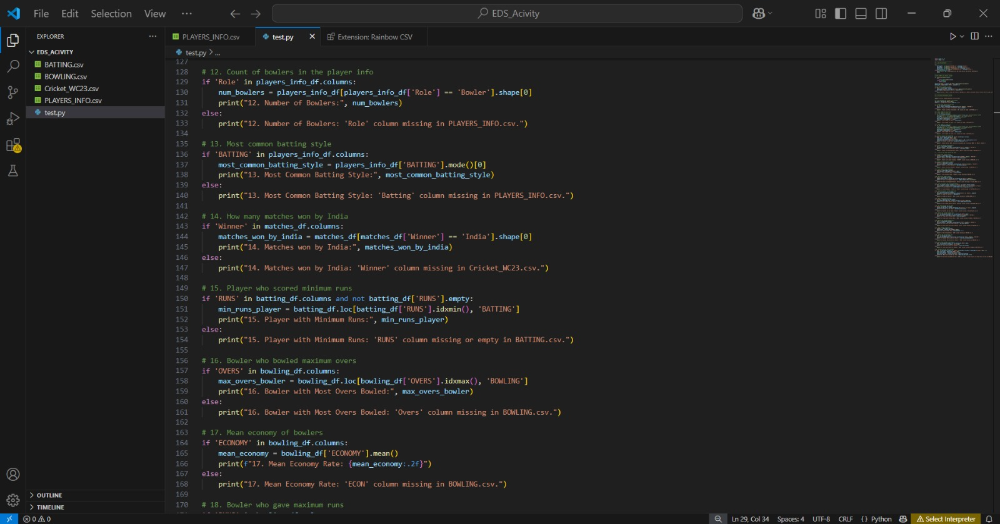 File Edit Selection View ··· EDS_Acivity
EXPLORER ···
PLAYERS_INFO.csv test.py Extension: Rainbow CSV
EDS_ACIVITY
BATTING.csv
BOWLING.csv
Cricket_WC23.csv
PLAYERS_INFO.csv
test.py
OUTLINE
TIMELINE
test.py > ...
127
128 # 12. Count of bowlers in the player info
129 if 'Role' in players_info_df.columns:
130 num_bowlers = players_info_df[players_info_df['Role'] == 'Bowler'].shape[0]
131 print("12. Number of Bowlers:", num_bowlers)
132 else:
133 print("12. Number of Bowlers: 'Role' column missing in PLAYERS_INFO.csv.")
134
135 # 13. Most common batting style
136 if 'BATTING' in players_info_df.columns:
137 most_common_batting_style = players_info_df['BATTING'].mode()[0]
138 print("13. Most Common Batting Style:", most_common_batting_style)
139 else:
140 print("13. Most Common Batting Style: 'Batting' column missing in PLAYERS_INFO.csv.")
141
142 # 14. How many matches won by India
143 if 'Winner' in matches_df.columns:
144 matches_won_by_india = matches_df[matches_df['Winner'] == 'India'].shape[0]
145 print("14. Matches won by India:", matches_won_by_india)
146 else:
147 print("14. Matches won by India: 'Winner' column missing in Cricket_WC23.csv.")
148
149 # 15. Player who scored minimum runs
150 if 'RUNS' in batting_df.columns and not batting_df['RUNS'].empty:
151 min_runs_player = batting_df.loc[batting_df['RUNS'].idxmin(), 'BATTING']
152 print("15. Player with Minimum Runs:", min_runs_player)
153 else:
154 print("15. Player with Minimum Runs: 'RUNS' column missing or empty in BATTING.csv.")
155
156 # 16. Bowler who bowled maximum overs
157 if 'OVERS' in bowling_df.columns:
158 max_overs_bowler = bowling_df.loc[bowling_df['OVERS'].idxmax(), 'BOWLING']
159 print("16. Bowler with Most Overs Bowled:", max_overs_bowler)
160 else:
161 print("16. Bowler with Most Overs Bowled: 'Overs' column missing in BOWLING.csv.")
162
163 # 17. Mean economy of bowlers
164 if 'ECONOMY' in bowling_df.columns:
165 mean_economy = bowling_df['ECONOMY'].mean()
166 print(f"17. Mean Economy Rate: {mean_economy:.2f}")
167 else:
168 print("17. Mean Economy Rate: 'ECON' column missing in BOWLING.csv.")
169
170 # 18. Bowler who gave maximum runs
0 0 Ln 29, Col 34 Spaces: 4 UTF-8 CRLF {} Python Select Interpreter